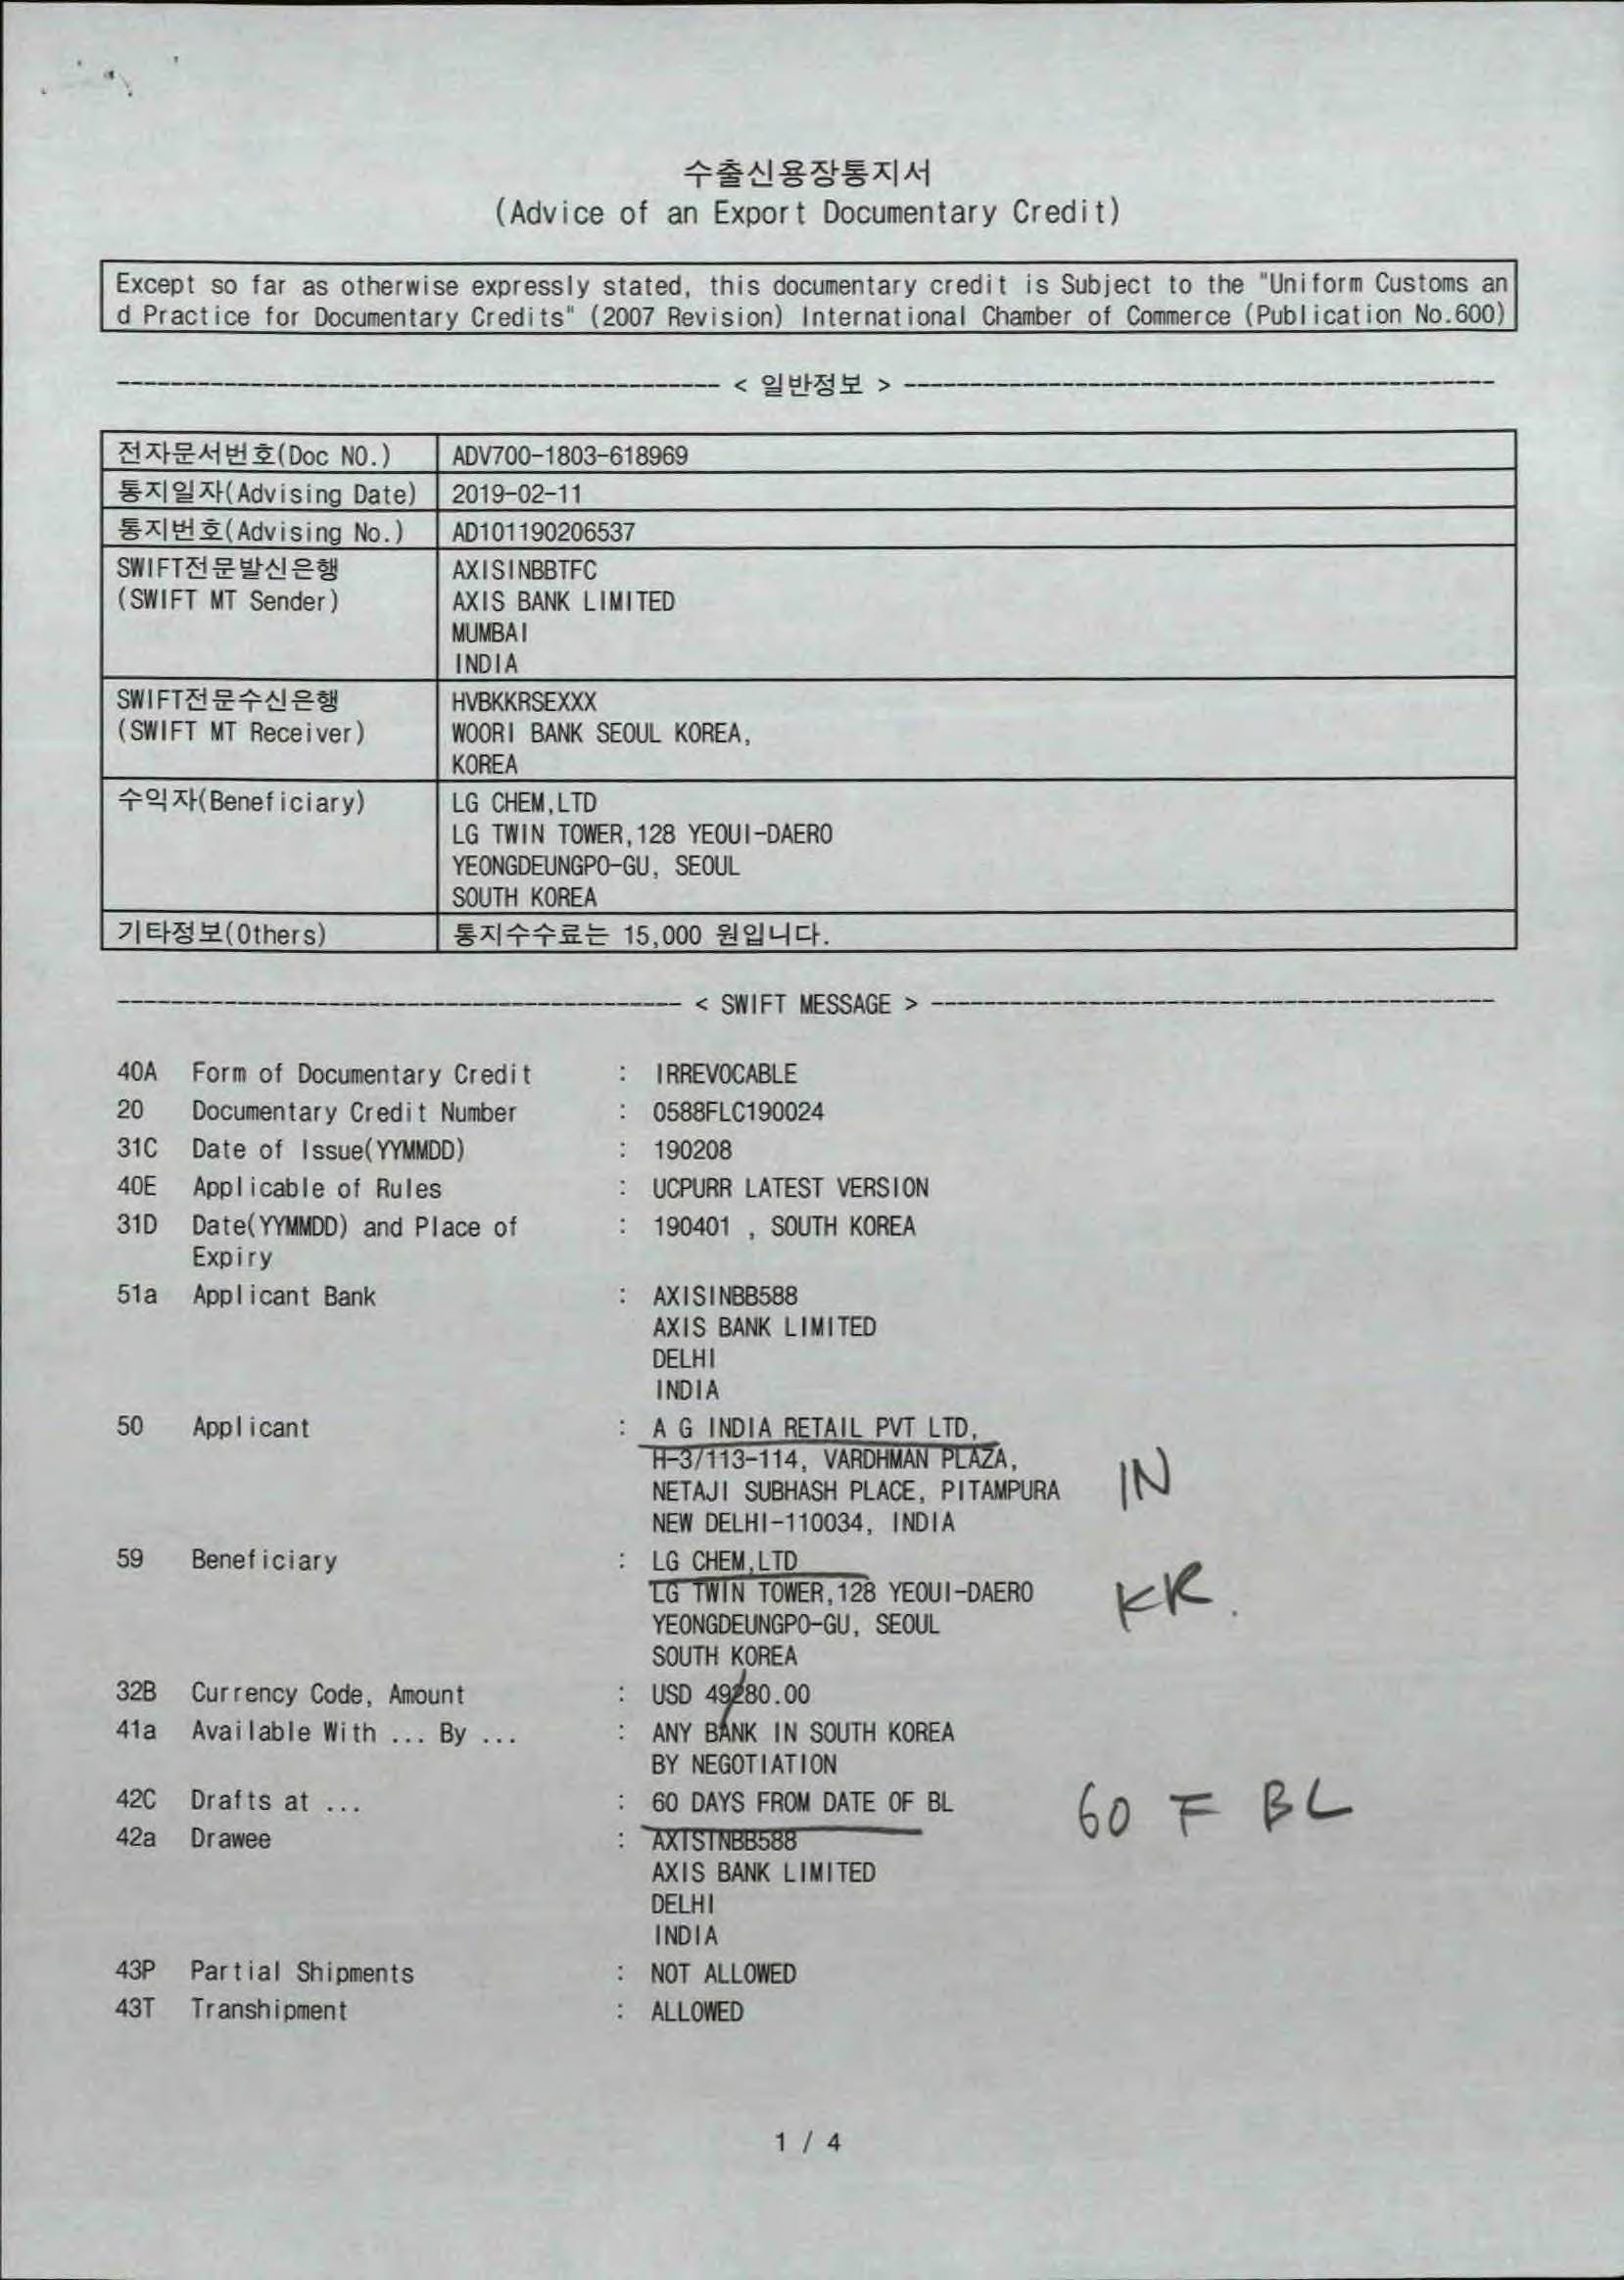 수출신용장통지서
(Advice of an Export Documentary Credit)
Except so far as otherwise expressly stated, this documentary credit is Subject to the "Uniform Customs an
d Practice for Documentary Credits" (2007 Revision) International Chamber of Commerce (Publication No.600)
< 일반정보 >
전자문서번호(Doc NO.) ADV700-1803-618969
통지일자(Advising Date) 2019-02-11
통지번호(Advising No.) AD101190206537
SWIFT전문발신은행 AXISINBBTFC
(SWIFT MT Sender) AXIS BANK LIMITED
MUMBAI
INDIA
SWIFT전문수신은행 HVBKKRSEXXX
(SWIFT MT Receiver) WOORI BANK SEOUL KOREA,
KOREA
수익자(Beneficiary) LG CHEM,LTD
LG TWIN TOWER,128 YEOUI-DAERO
YEONGDEUNGPO-GU, SEOUL
SOUTH KOREA
기타정보(Others) 통지수수료는 15,000 원입니다.
< SWIFT MESSAGE >
40A Form of Documentary Credit : IRREVOCABLE
20 Documentary Credit Number : 0588FLC190024
31C Date of Issue(YYMMDD) : 190208
40E Applicable of Rules : UCPURR LATEST VERSION
31D Date(YYMMDD) and Place of : 190401 , SOUTH KOREA
Expiry
51a Applicant Bank : AXISINBB588
AXIS BANK LIMITED
DELHI
INDIA
50 Applicant : A G INDIA RETAIL PVT LTD,
H-3/113-114, VARDHMAN PLAZA,
NETAJI SUBHASH PLACE, PITAMPURA IN
NEW DELHI-110034, INDIA
59 Beneficiary : LG CHEM,LTD
LG TWIN TOWER,128 YEOUI-DAERO KR.
YEONGDEUNGPO-GU, SEOUL
SOUTH KOREA
32B Currency Code, Amount : USD 49280.00
41a Available With ... By ... : ANY BANK IN SOUTH KOREA
BY NEGOTIATION
42C Drafts at ... : 60 DAYS FROM DATE OF BL 60 F BL
42a Drawee : AXISINBB588
AXIS BANK LIMITED
DELHI
INDIA
43P Partial Shipments : NOT ALLOWED
43T Transhipment : ALLOWED
1 / 4